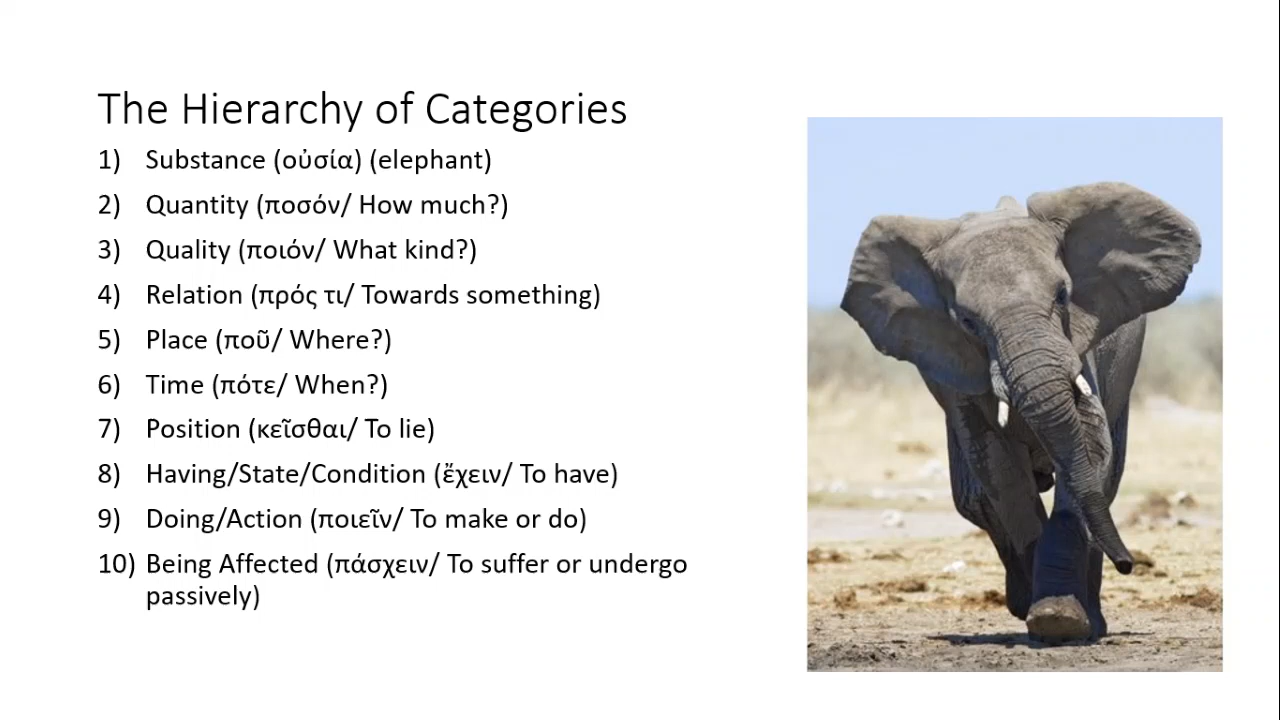 The Hierarchy of Categories
1) Substance (οὐσία) (elephant)
2) Quantity (ποσόν/ How much?)
3) Quality (ποιόν/ What kind?)
4) Relation (πρός τι/ Towards something)
5) Place (ποῦ/ Where?)
6) Time (πότε/ When?)
7) Position (κεῖσθαι/ To lie)
8) Having/State/Condition (ἔχειν/ To have)
9) Doing/Action (ποιεῖν/ To make or do)
10) Being Affected (πάσχειν/ To suffer or undergo
passively)